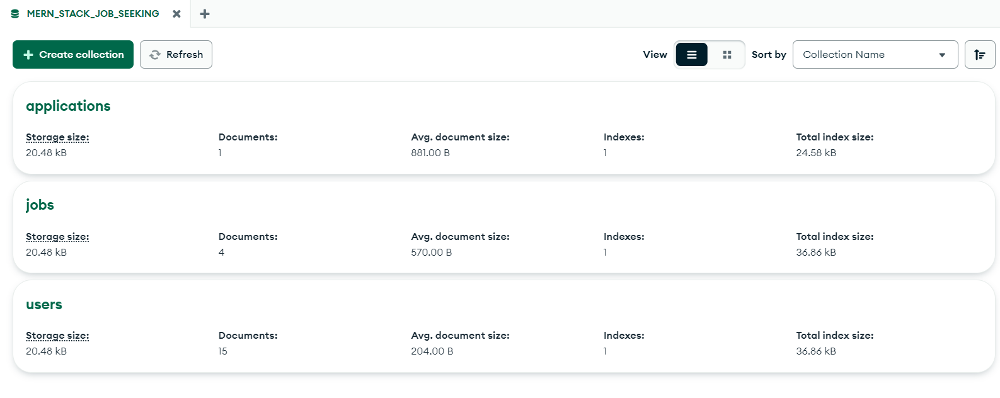 MERN_STACK_JOB_SEEKING
Create collection Refresh View Sort by Collection Name
applications
Storage size: Documents: Avg. document size: Indexes: Total index size:
20.48 kB 1 881.00 B 1 24.58 kB
jobs
Storage size: Documents: Avg. document size: Indexes: Total index size:
20.48 kB 4 570.00 B 1 36.86 kB
users
Storage size: Documents: Avg. document size: Indexes: Total index size:
20.48 kB 15 204.00 B 1 36.86 kB